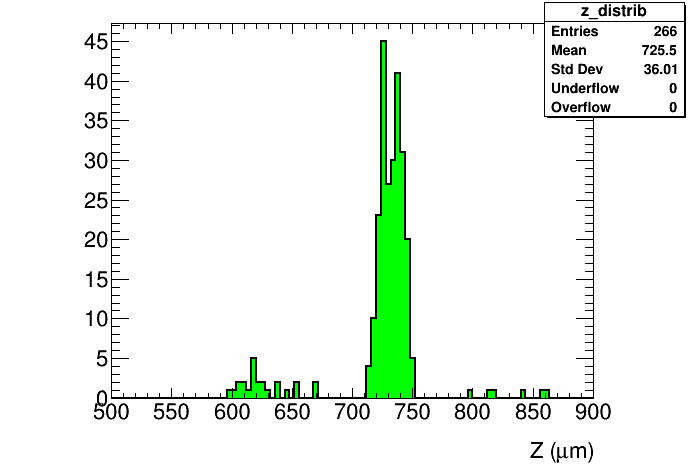 z_distrib
Entries 266
Mean 725.5
Std Dev 36.01
Underflow 0
Overflow 0
45
40
35
30
25
20
15
10
5
0
500 550 600 650 700 750 800 850 900
Z (μm)